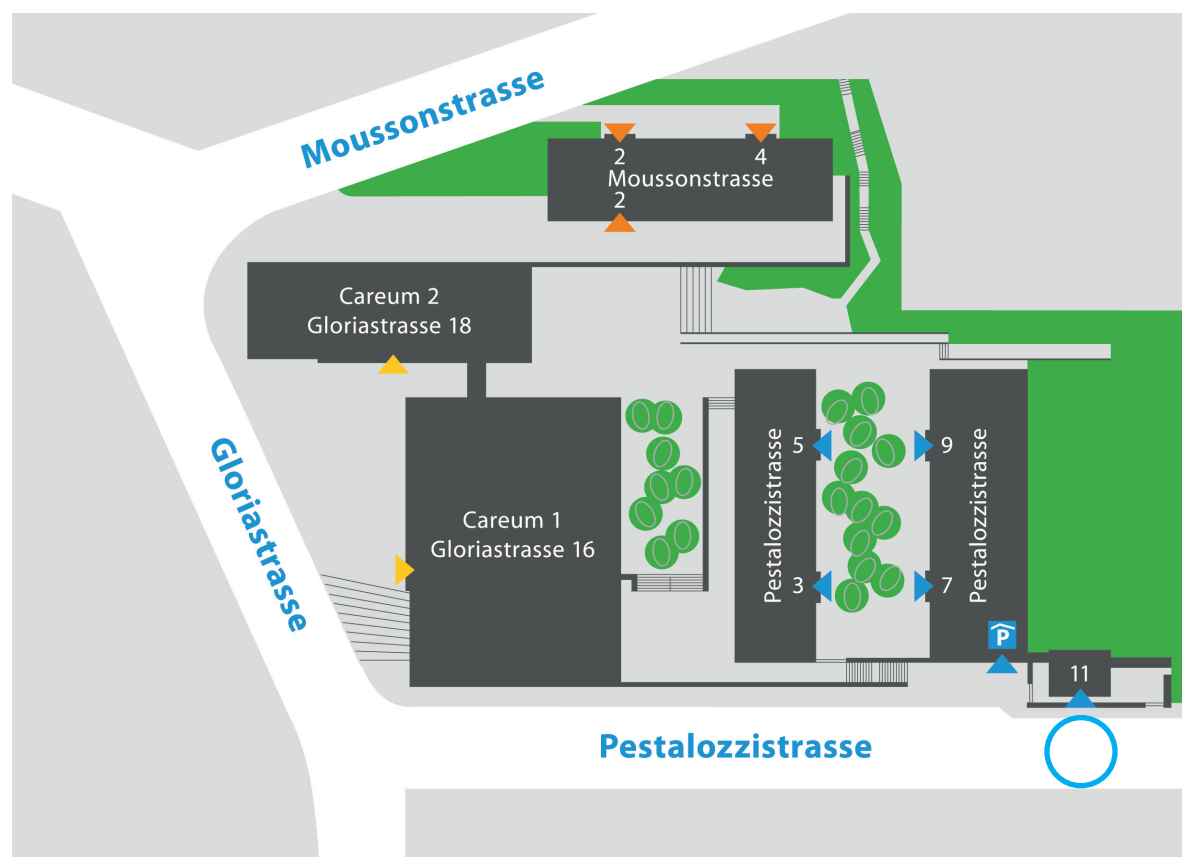 Moussonstrasse
2
4
Moussonstrasse
2
Careum 2
Gloriastrasse 18
Gloriastrasse
Careum 1
Gloriastrasse 16
Pestalozzistrasse
5
3
9
7
Pestalozzistrasse
P
11
Pestalozzistrasse